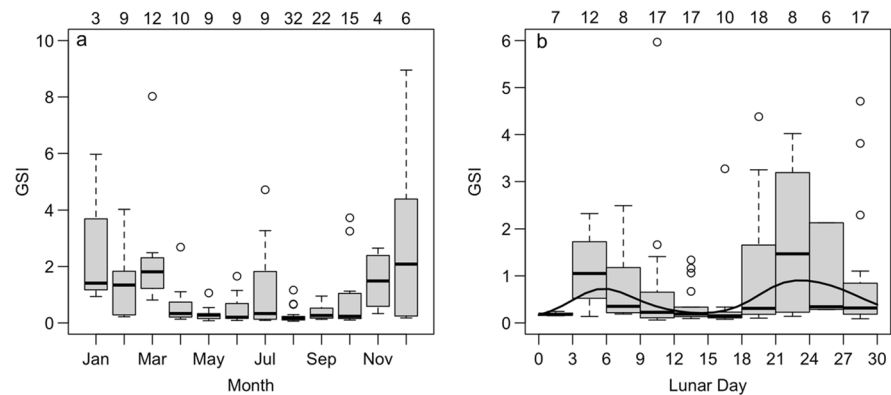 3 9 12 10 9 9 9 32 22 15 4 6
a
10
8
6
4
2
0
GSI
Jan Mar May Jul Sep Nov
Month
7 12 8 17 17 10 18 8 6 17
b
6
5
4
3
2
1
0
GSI
0 3 6 9 12 15 18 21 24 27 30
Lunar Day